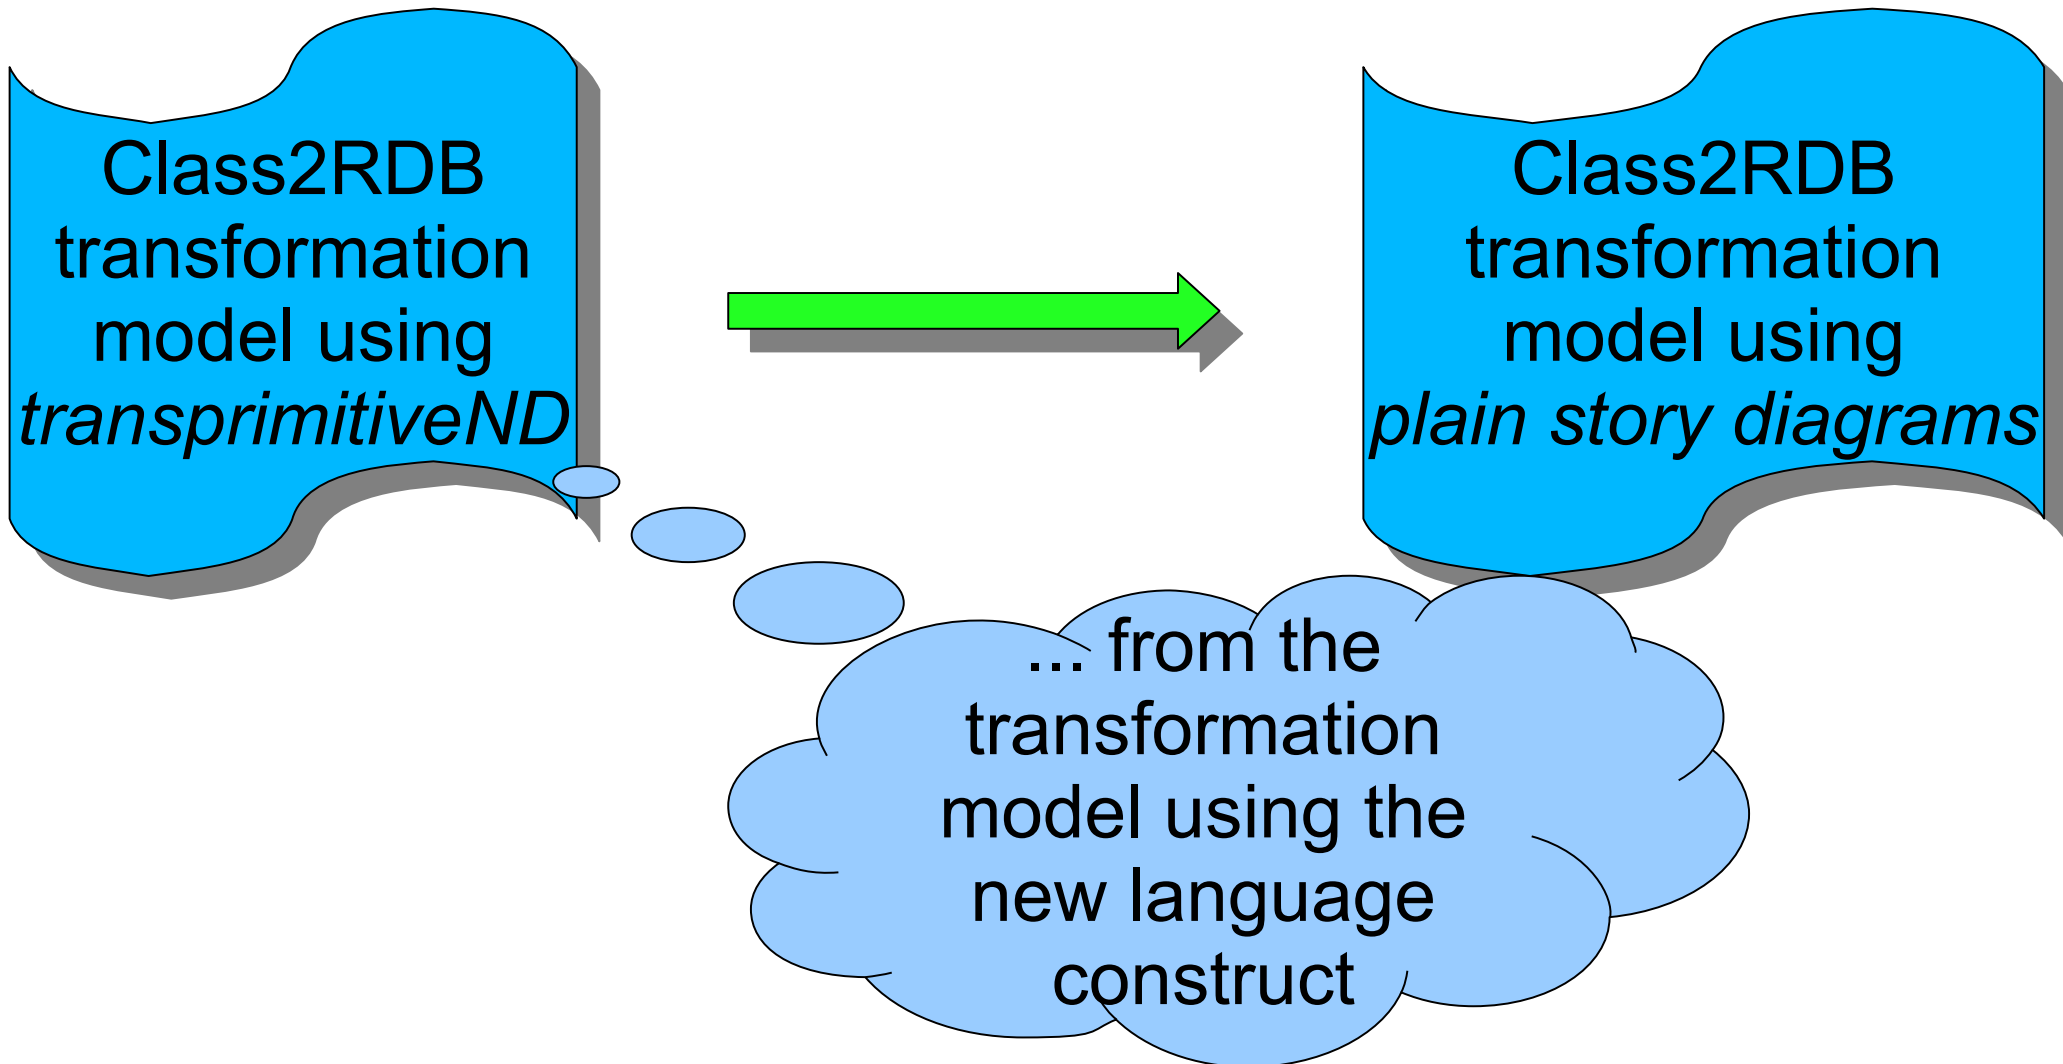 Class2RDB
transformation
model using
transprimitiveND
Class2RDB
transformation
model using
plain story diagrams
... from the
transformation
model using the
new language
construct